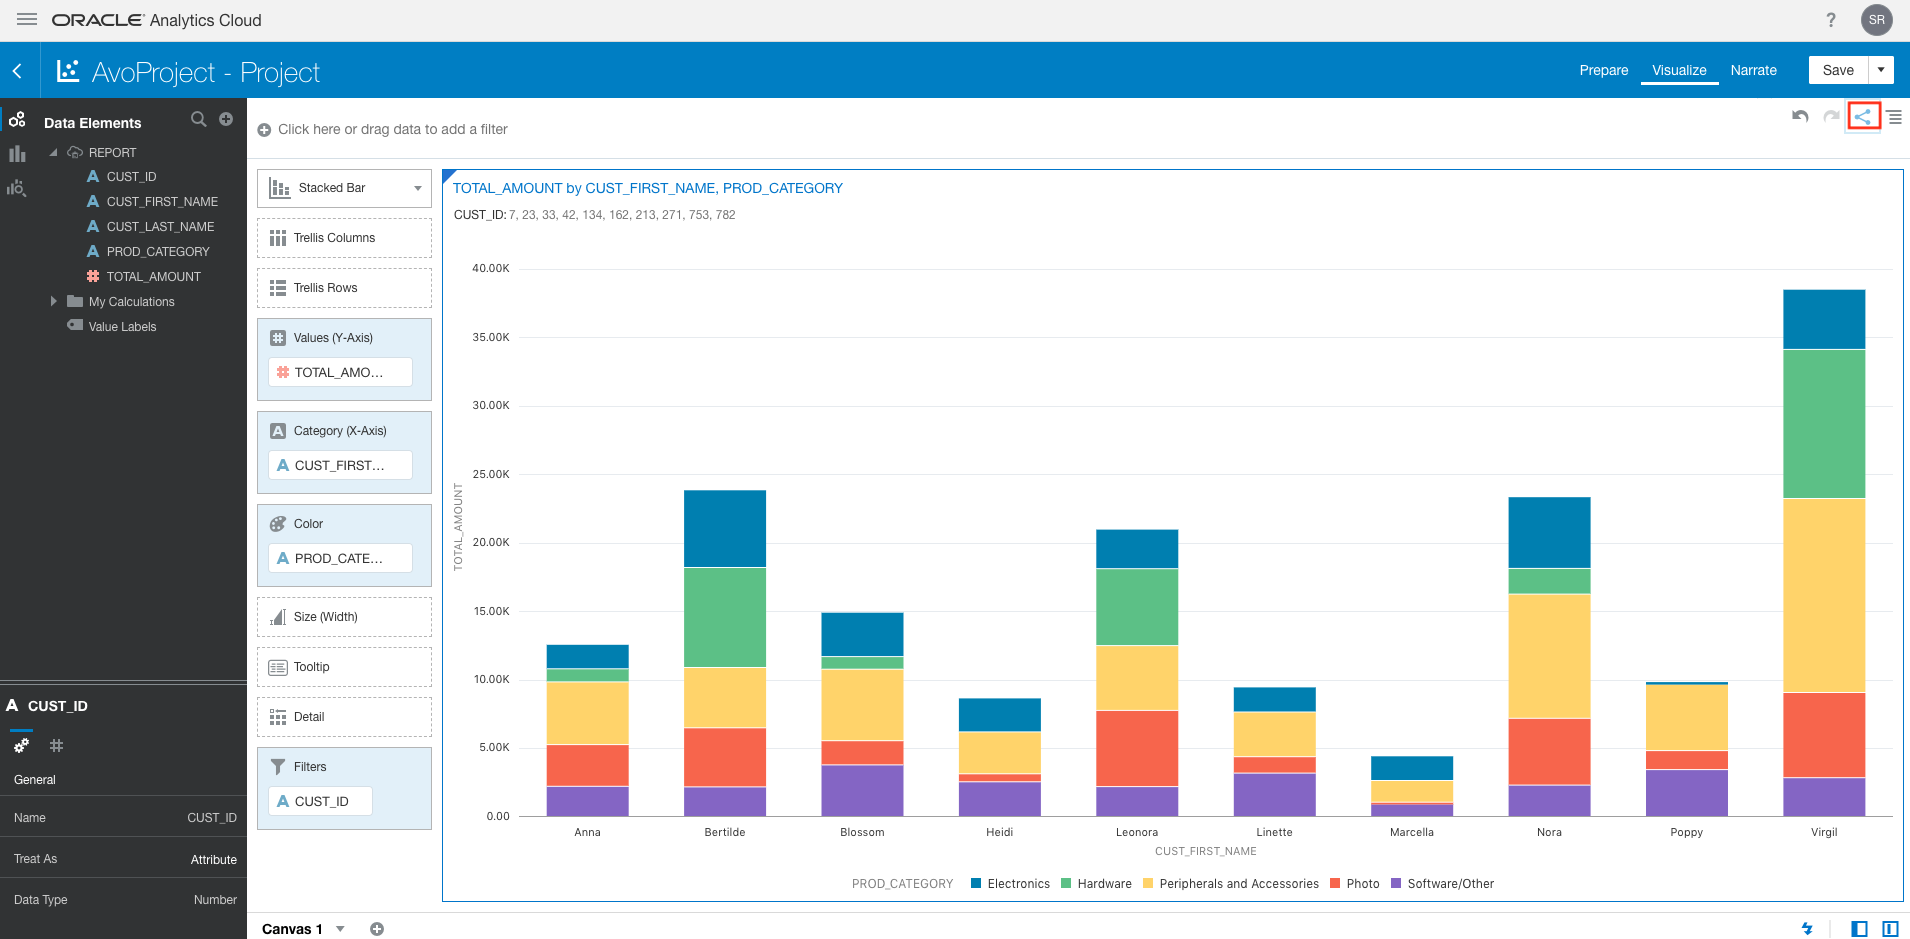 ORACLE Analytics Cloud
?
SR
AvoProject - Project
Prepare
Visualize
Narrate
Save
Data Elements
REPORT
A CUST_ID
A CUST_FIRST_NAME
A CUST_LAST_NAME
A PROD_CATEGORY
# TOTAL_AMOUNT
My Calculations
Value Labels
A CUST_ID
#
General
Name CUST_ID
Treat As Attribute
Data Type Number
Click here or drag data to add a filter
Stacked Bar
Trellis Columns
Trellis Rows
# Values (Y-Axis)
# TOTAL_AMO...
A Category (X-Axis)
A CUST_FIRST...
Color
A PROD_CATE...
Size (Width)
Tooltip
Detail
Filters
A CUST_ID
TOTAL_AMOUNT by CUST_FIRST_NAME, PROD_CATEGORY
CUST_ID: 7, 23, 33, 42, 134, 162, 213, 271, 753, 782
TOTAL_AMOUNT
40.00K
35.00K
30.00K
25.00K
20.00K
15.00K
10.00K
5.00K
0.00
Anna Bertilde Blossom Heidi Leonora Linette Marcella Nora Poppy Virgil
CUST_FIRST_NAME
PROD_CATEGORY Electronics Hardware Peripherals and Accessories Photo Software/Other
Canvas 1